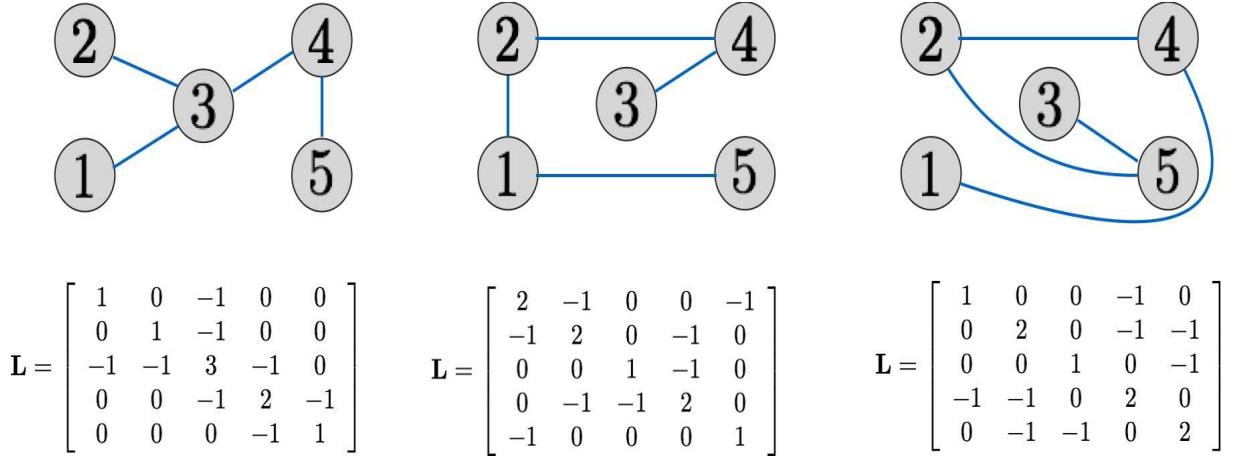 2 4
3
1 5
2 4
3
1 5
2 4
3
1 5
L = [ 1 0 −1 0 0
0 1 −1 0 0
−1 −1 3 −1 0
0 0 −1 2 −1
0 0 0 −1 1 ]
L = [ 2 −1 0 0 −1
−1 2 0 −1 0
0 0 1 −1 0
0 −1 −1 2 0
−1 0 0 0 1 ]
L = [ 1 0 0 −1 0
0 2 0 −1 −1
0 0 1 0 −1
−1 −1 0 2 0
0 −1 −1 0 2 ]